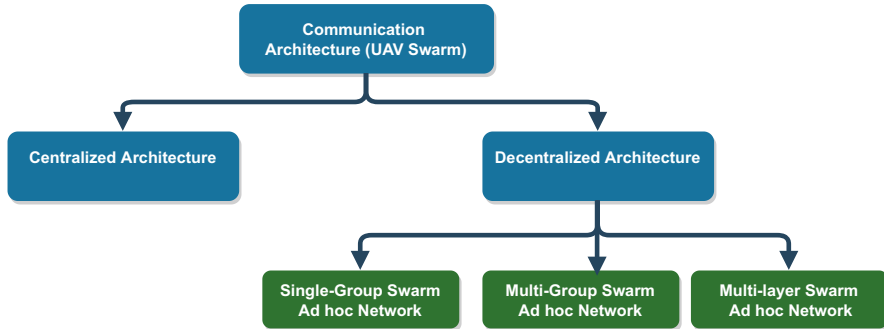 Communication
Architecture (UAV Swarm)
Centralized Architecture
Decentralized Architecture
Single-Group Swarm
Ad hoc Network
Multi-Group Swarm
Ad hoc Network
Multi-layer Swarm
Ad hoc Network